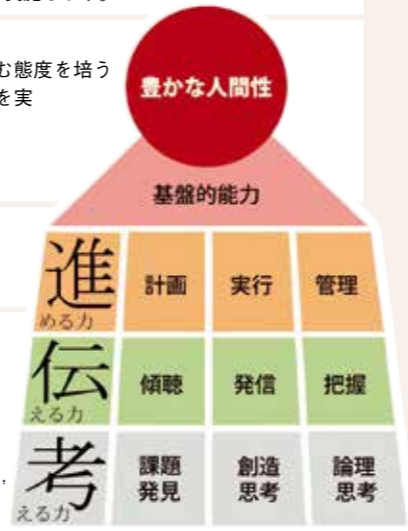 む態度を培う
を実
豊かな人間性
基盤的能力
進める力
計画
実行
管理
伝える力
傾聴
発信
把握
考える力
課題
発見
創造
思考
論理
思考